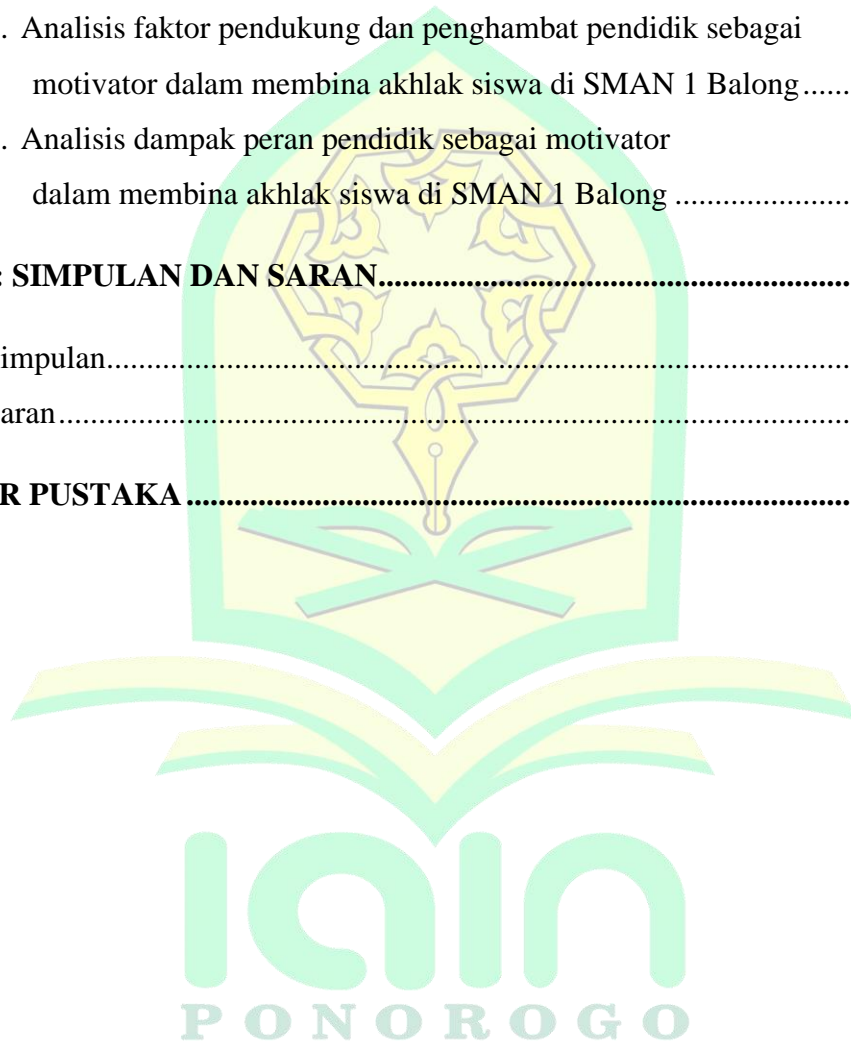 . Analisis faktor pendukung dan penghambat pendidik sebagai
motivator dalam membina akhlak siswa di SMAN 1 Balong......
. Analisis dampak peran pendidik sebagai motivator
dalam membina akhlak siswa di SMAN 1 Balong ......................
: SIMPULAN DAN SARAN........................................................................
impulan.............................................................................................
aran...................................................................................................
R PUSTAKA ....................................................................................
iain
PONOROGO